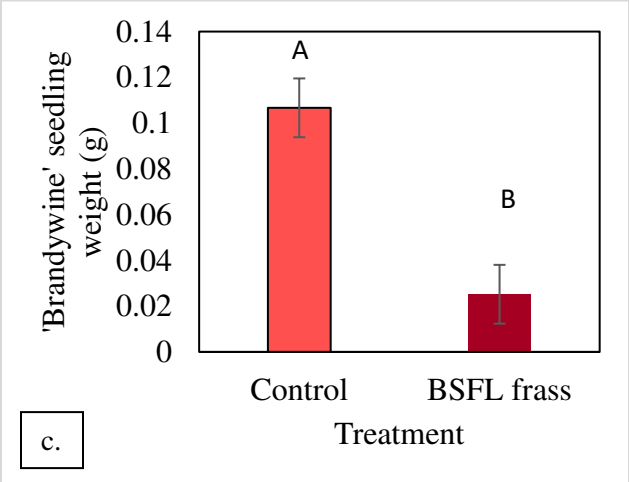 'Brandywine' seedling
weight (g)
0.14
0.12
0.1
0.08
0.06
0.04
0.02
0
A
B
Control
BSFL frass
Treatment
c.